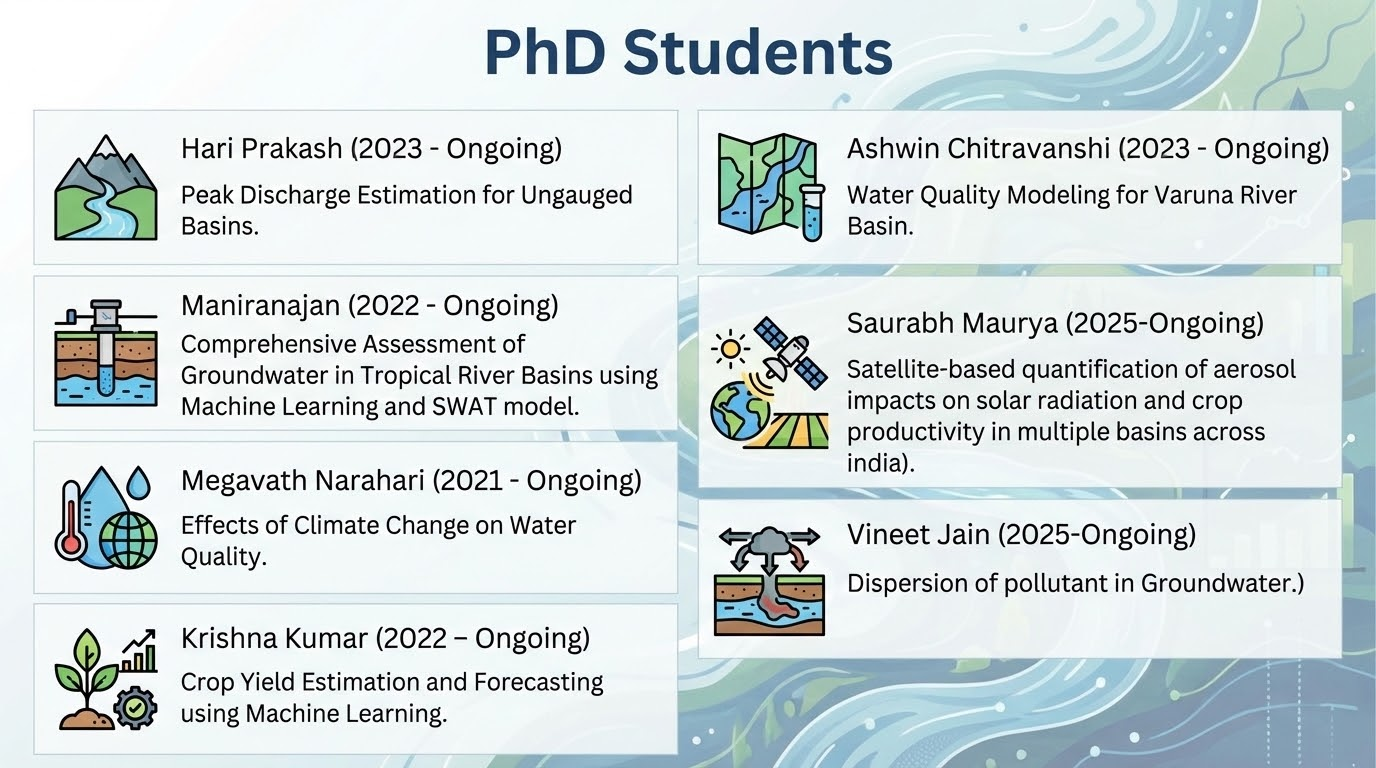 PhD Students
Hari Prakash (2023 - Ongoing)
Peak Discharge Estimation for Ungauged
Basins.
Maniranajan (2022 - Ongoing)
Comprehensive Assessment of
Groundwater in Tropical River Basins using
Machine Learning and SWAT model.
Megavath Narahari (2021 - Ongoing)
Effects of Climate Change on Water
Quality.
Krishna Kumar (2022 – Ongoing)
Crop Yield Estimation and Forecasting
using Machine Learning.
Ashwin Chitravanshi (2023 - Ongoing)
Water Quality Modeling for Varuna River
Basin.
Saurabh Maurya (2025-Ongoing)
Satellite-based quantification of aerosol
impacts on solar radiation and crop
productivity in multiple basins across
india).
Vineet Jain (2025-Ongoing)
Dispersion of pollutant in Groundwater.)